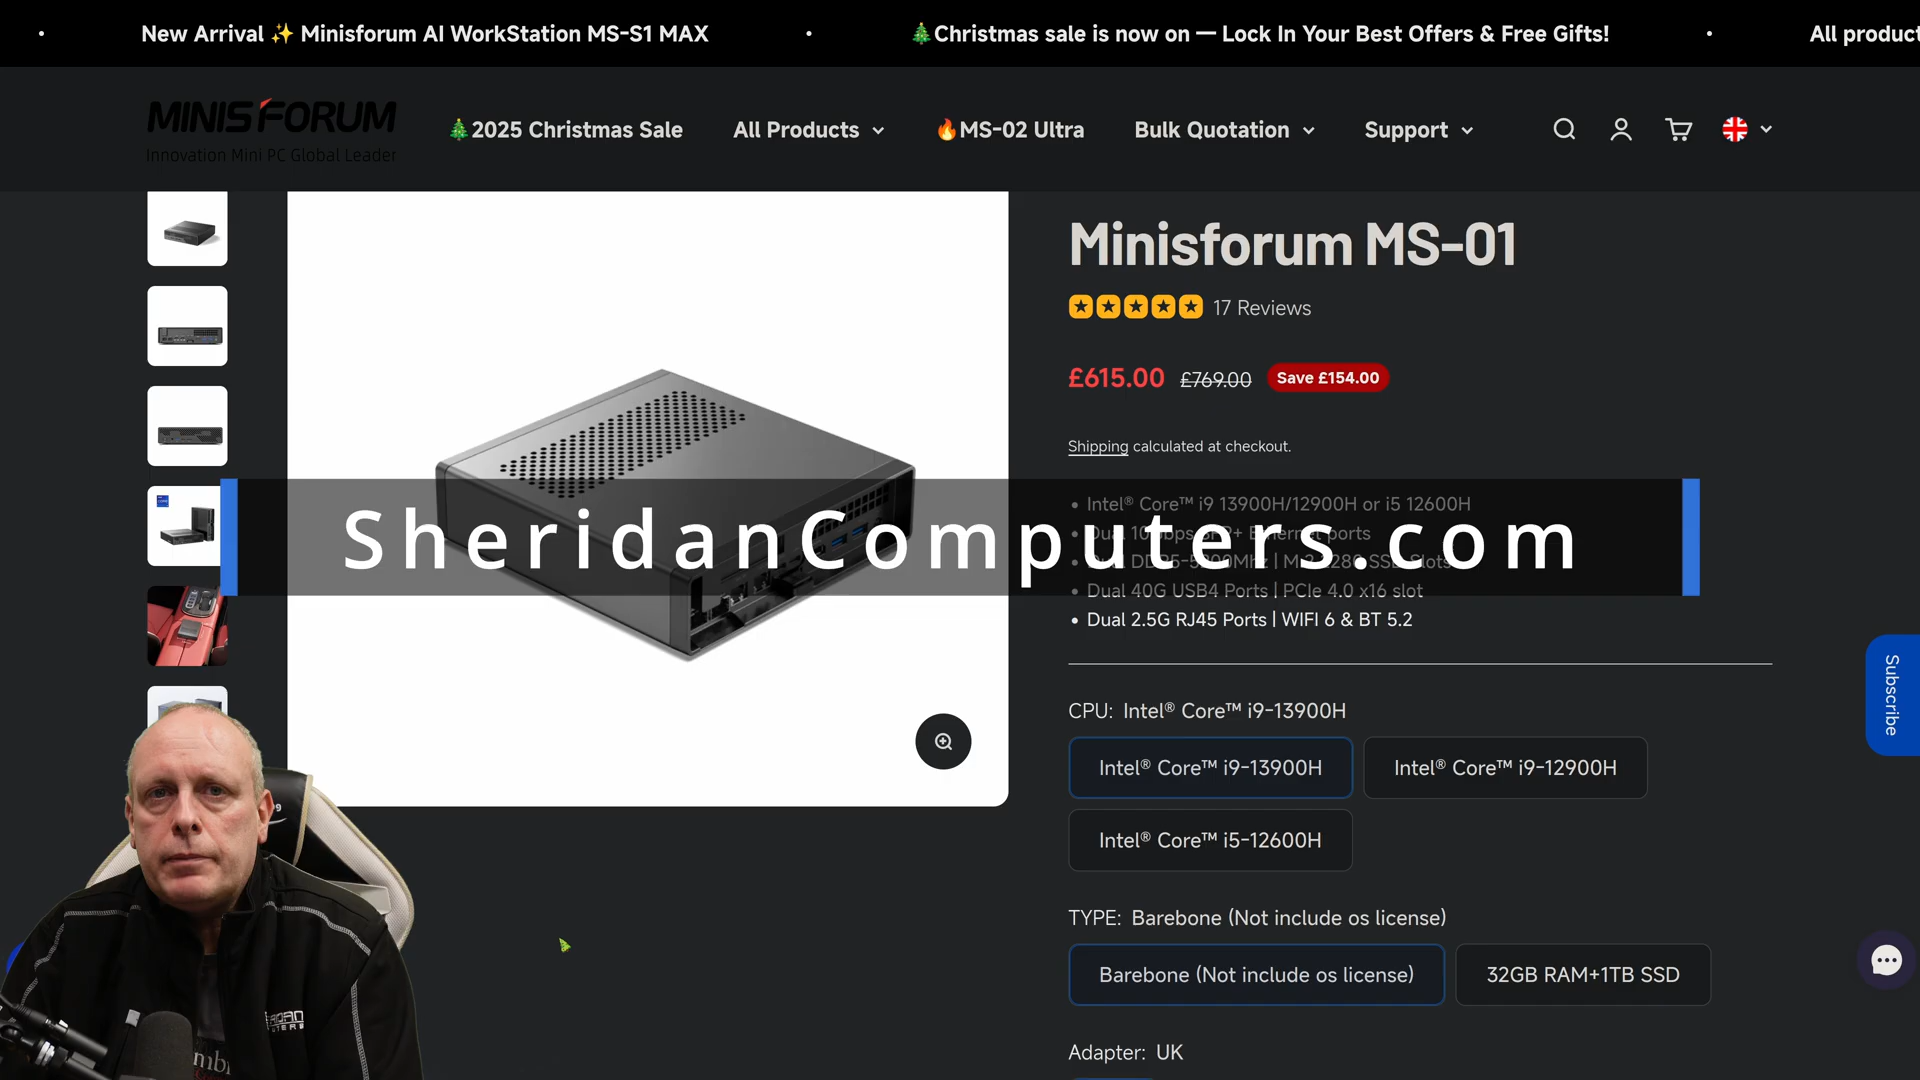 New Arrival ✨ Minisforum AI WorkStation MS-S1 MAX
🎄Christmas sale is now on — Lock In Your Best Offers & Free Gifts!
All product
MINISFORUM
Innovation Mini PC Global Leader
🎄2025 Christmas Sale
All Products
🔥MS-02 Ultra
Bulk Quotation
Support
Minisforum MS-01
17 Reviews
£615.00 £769.00 Save £154.00
Shipping calculated at checkout.
• Intel® Core™ i9 13900H/12900H or i5 12600H
SheridanComputers.com
• Dual 40G USB4 Ports | PCIe 4.0 x16 slot
• Dual 2.5G RJ45 Ports | WIFI 6 & BT 5.2
Subscribe
CPU: Intel® Core™ i9-13900H
Intel® Core™ i9-13900H
Intel® Core™ i9-12900H
Intel® Core™ i5-12600H
TYPE: Barebone (Not include os license)
Barebone (Not include os license)
32GB RAM+1TB SSD
Adapter: UK